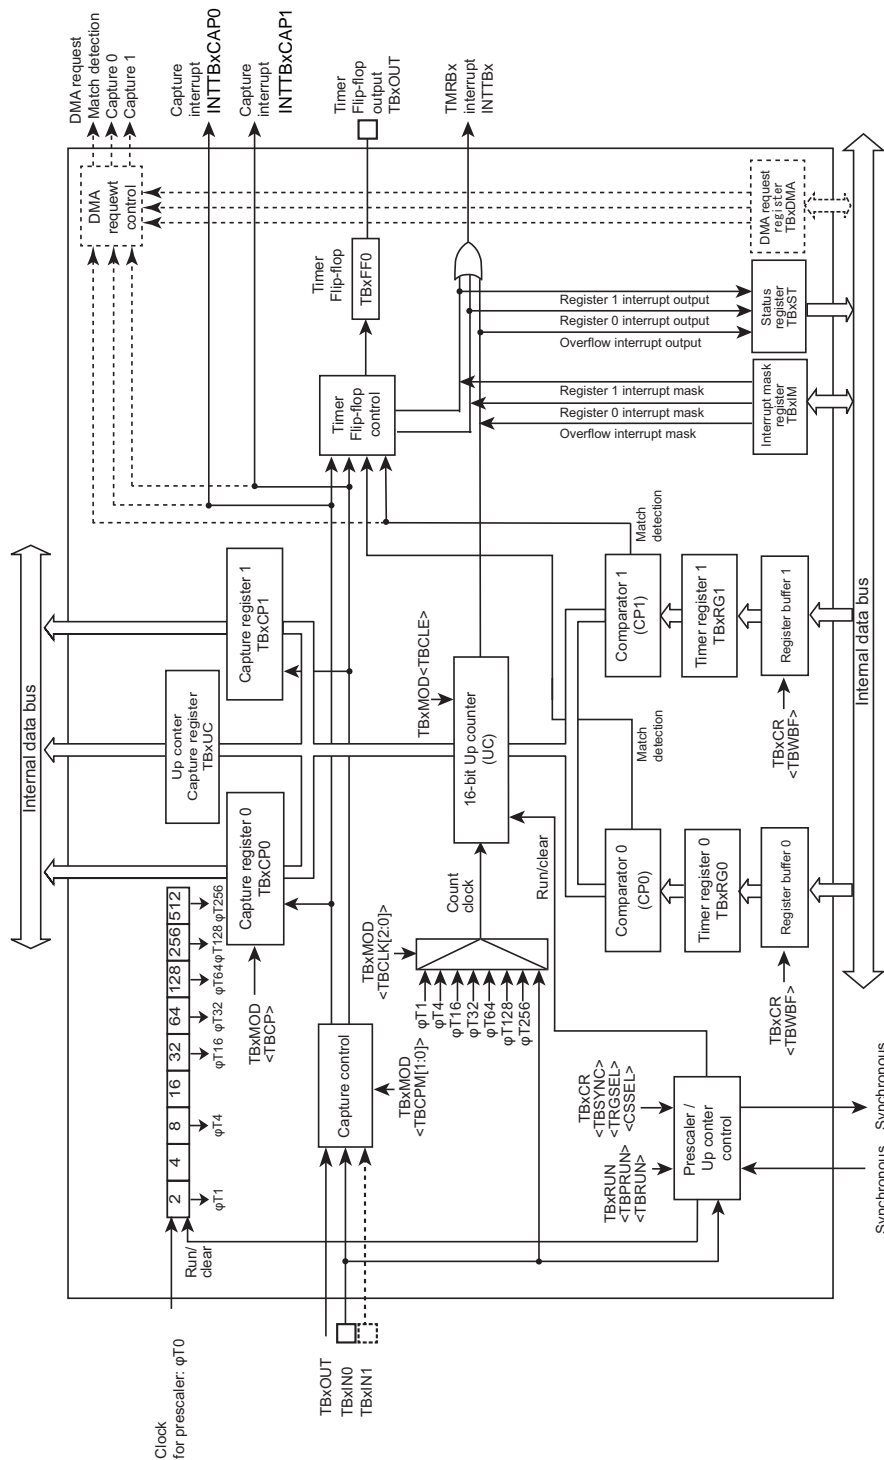 Internal data bus
Clock
for prescaler: φT0
Run/
clear
2
4
8
16
32
64
128
256
512
φT1
φT4
φT16
φT32
φT64
φT128
φT256
TBxMOD
<TBCP>
Capture register 0
TBxCP0
Up conter
Capture register
TBxUC
Capture register 1
TBxCP1
DMA
requewt
control
DMA request
Match detection
Capture 0
Capture 1
Capture
interrupt
INTTBxCAP0
Capture
interrupt
INTTBxCAP1
TBxOUT
TBxIN0
TBxIN1
Capture control
TBxMOD
<TBCPM[1:0]>
TBxMOD
<TBCLK[2:0]>
φT1
φT4
φT16
φT32
φT64
φT128
φT256
Count
clock
TBxMOD<TBCLE>
16-bit Up counter
(UC)
Run/clear
Timer
Flip-flop
control
Timer
Flip-flop
TBxFF0
Timer
Flip-flop
output
TBxOUT
TMRBx
interrupt
INTTBx
Register 1 interrupt output
Register 0 interrupt output
Overflow interrupt output
Register 1 interrupt mask
Register 0 interrupt mask
Overflow interrupt mask
TBxRUN
<TBPRUN>
<TBRUN>
TBxCR
<TBSYNC>
<TRGSEL>
<CSSEL>
Prescaler /
Up conter
control
Match
detection
Match
detection
Comparator 0
(CP0)
Timer register 0
TBxRG0
Register buffer 0
TBxCR
<TBWBF>
Comparator 1
(CP1)
Timer register 1
TBxRG1
Register buffer 1
TBxCR
<TBWBF>
Interrupt mask
register
TBxIM
Status
register
TBxST
DMA request
register
TBxDMA
Internal data bus
Synchronous
Synchronous